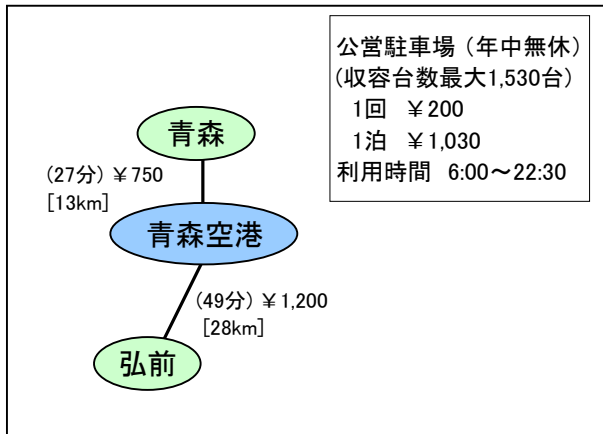 公営駐車場（年中無休）
(収容台数最大1,530台）
1回　￥200
1泊　￥1,030
利用時間　6:00～22:30
青森
(27分) ￥750
[13km]
青森空港
(49分) ￥1,200
[28km]
弘前